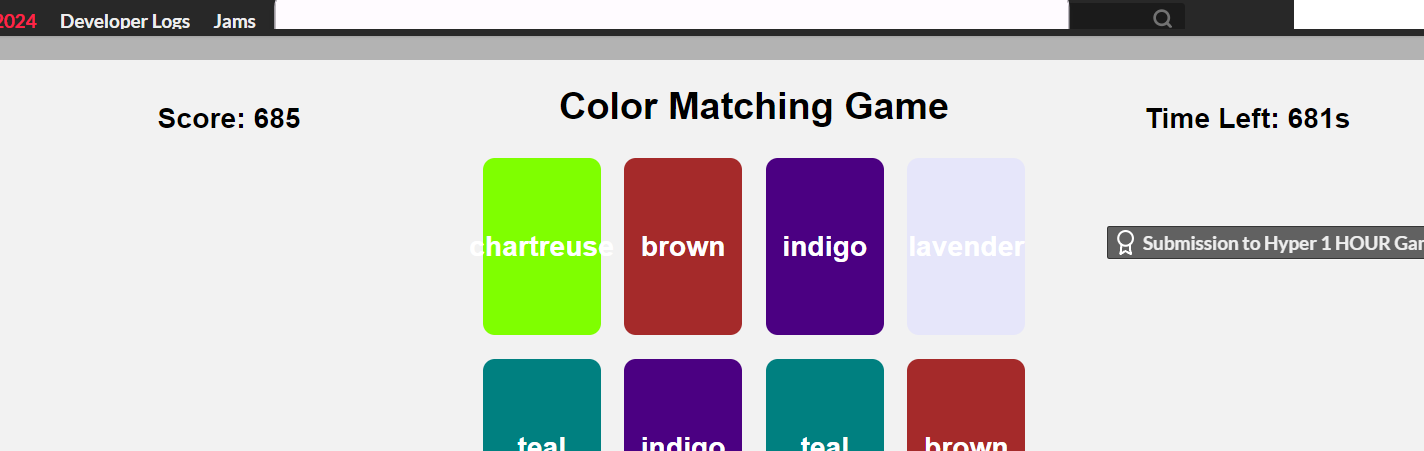 2024 Developer Logs Jams
Color Matching Game
Score: 685
Time Left: 681s
chartreuse brown indigo lavender
Submission to Hyper 1 HOUR Gam
teal indigo teal brown